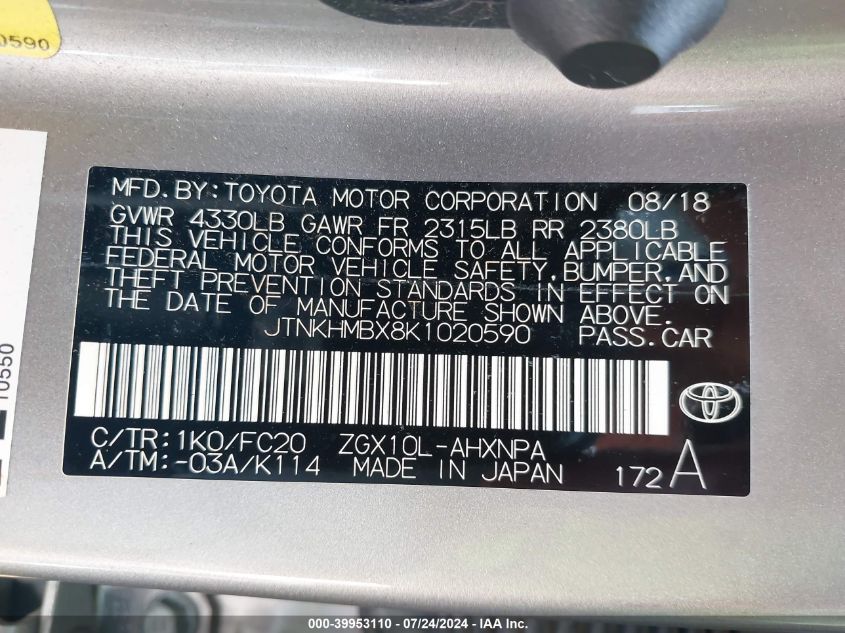 0590
MFD. BY: TOYOTA MOTOR CORPORATION 08/18
GVWR 4330LB GAWR FR 2315LB RR 2380LB
THIS VEHICLE CONFORMS TO ALL APPLICABLE
FEDERAL MOTOR VEHICLE SAFETY, BUMPER, AND
THEFT PREVENTION STANDARDS IN EFFECT ON
THE DATE OF MANUFACTURE SHOWN ABOVE.
JTNKHMBX8K1020590 PASS. CAR
10550
C/TR: 1K0/FC20 ZGX10L-AHXNPA
A/TM: -03A/K114 MADE IN JAPAN 172 A
000-39953110 / 07/24/2024 - IAA Inc.